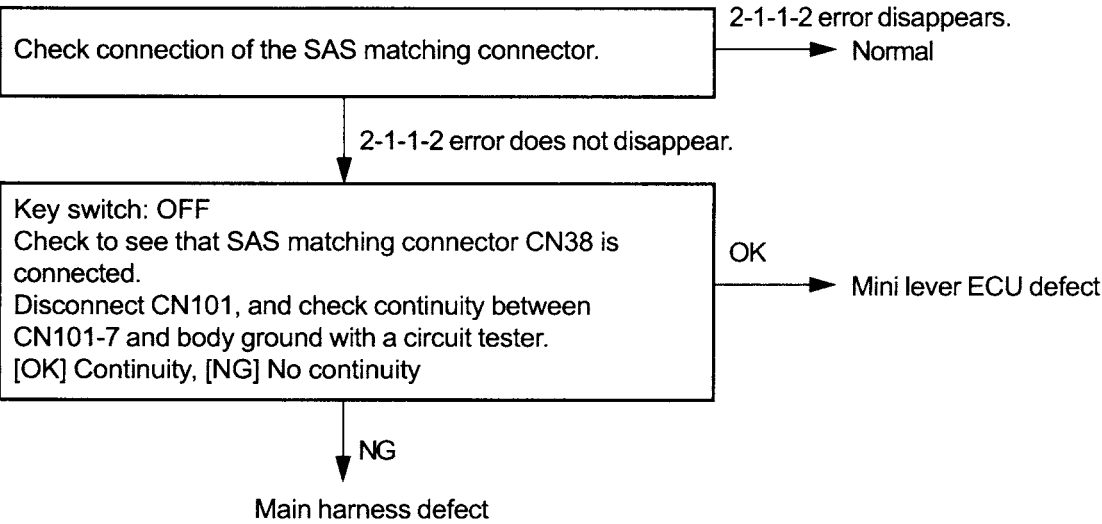 2-1-1-2 error disappears.
Check connection of the SAS matching connector.
Normal
2-1-1-2 error does not disappear.
Key switch: OFF
Check to see that SAS matching connector CN38 is
connected.
Disconnect CN101, and check continuity between
CN101-7 and body ground with a circuit tester.
[OK] Continuity, [NG] No continuity
OK
Mini lever ECU defect
NG
Main harness defect